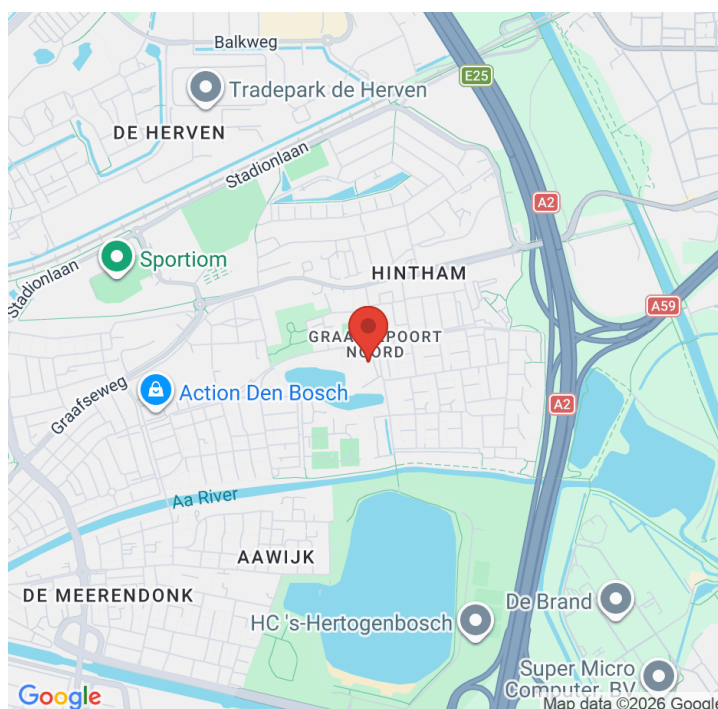 Balkweg
E25
Tradepark de Herven
DE HERVEN
Stadionlaan
A2
Sportiom
HINTHAM
Stadionlaan
A59
NOORD
Graafseweg
Action Den Bosch
A2
Aa River
AAWIJK
DE MEERENDONK
HC 's-Hertogenbosch
De Brand
Super Micro
Computer, BV
Google
Map data ©2026 Google